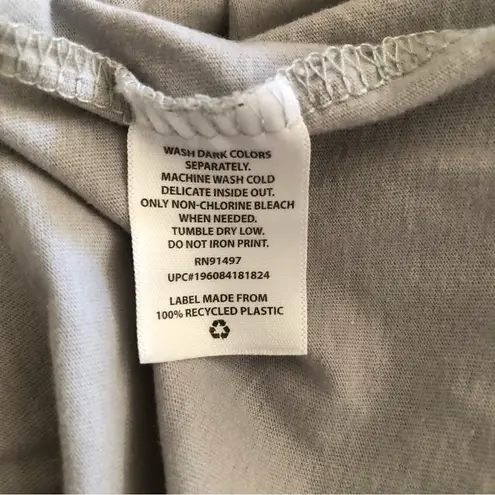 WASH DARK COLORS
SEPARATELY.
MACHINE WASH COLD
DELICATE INSIDE OUT.
ONLY NON-CHLORINE BLEACH
WHEN NEEDED.
TUMBLE DRY LOW.
DO NOT IRON PRINT.
RN91497
UPC#196084181824
LABEL MADE FROM
100% RECYCLED PLASTIC